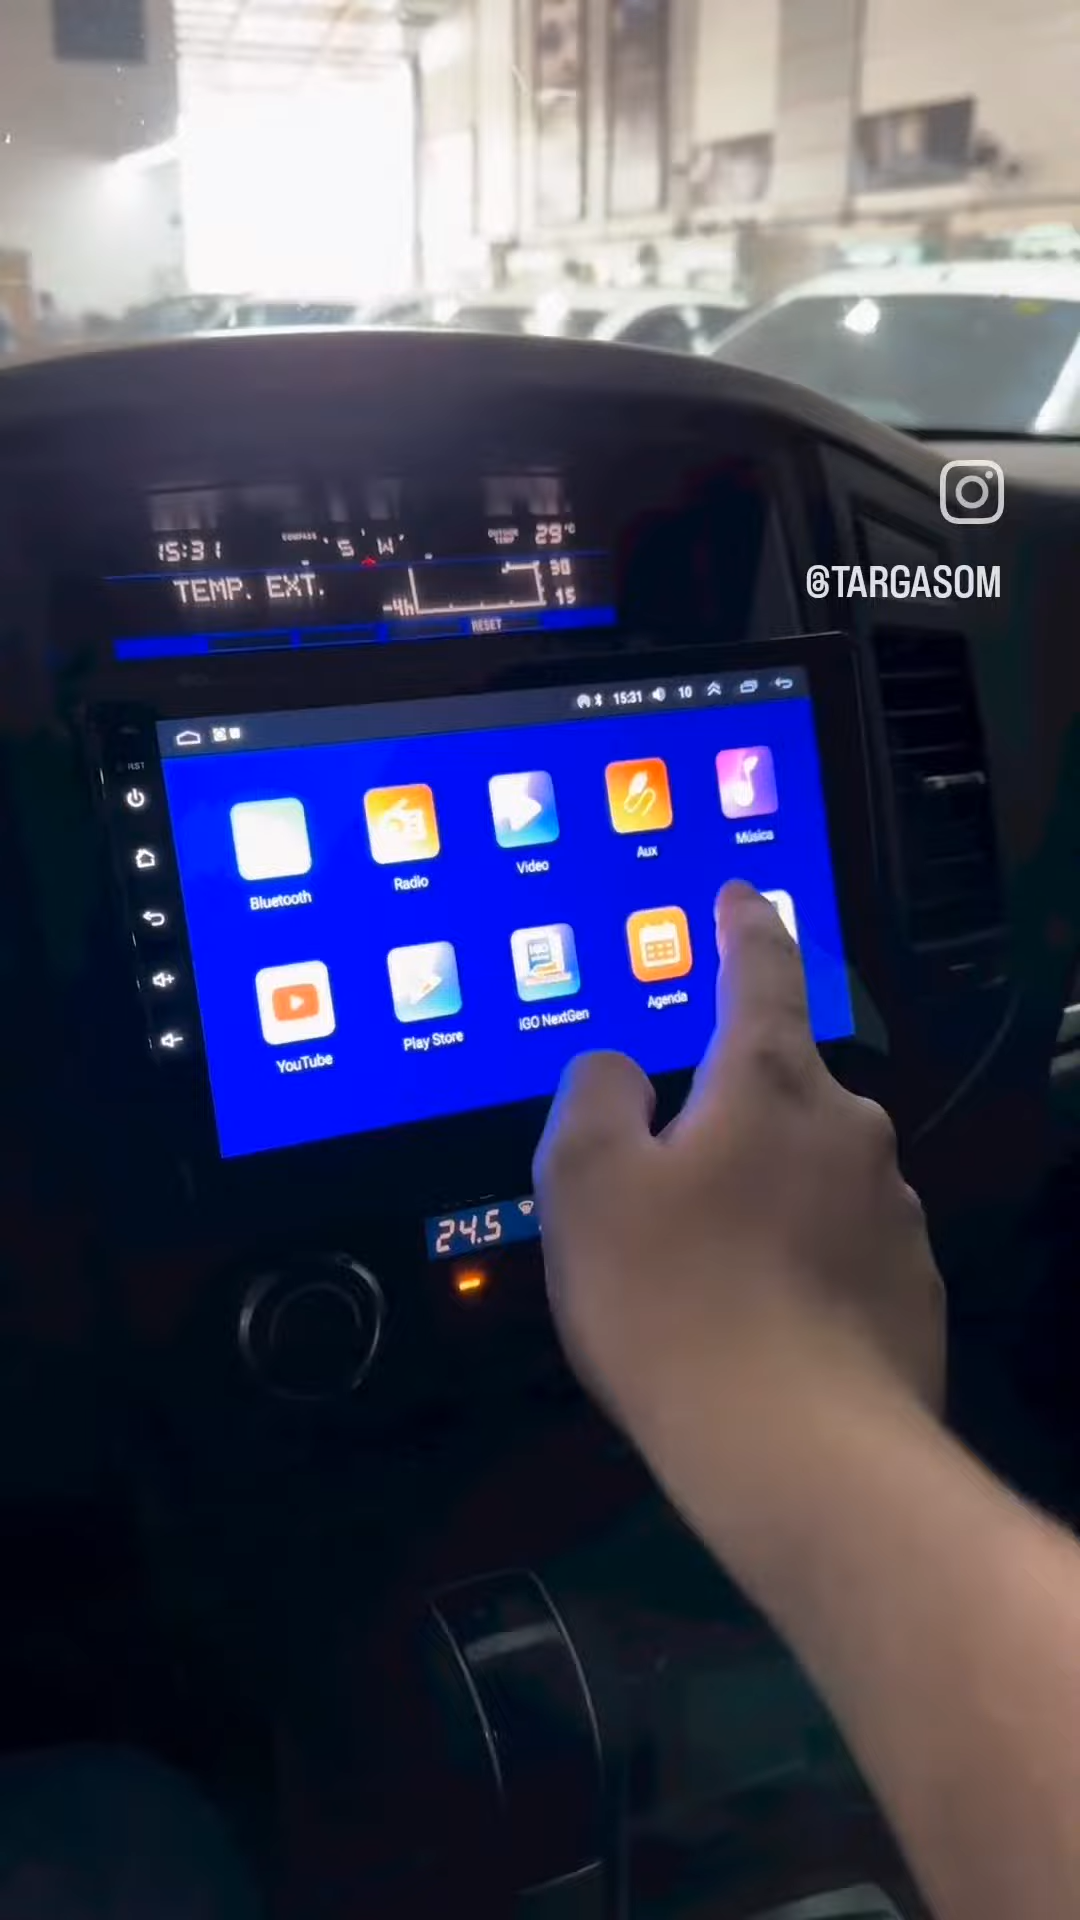 @TARGASOM
15:31 COMPASS S W OUTSIDE TEMP 29°C
TEMP. EXT. 30
-4h 15
RESET
15:31 10
RST
Bluetooth
Radio
Video
Aux
Música
YouTube
Play Store
iGO NextGen
Agenda
24.5